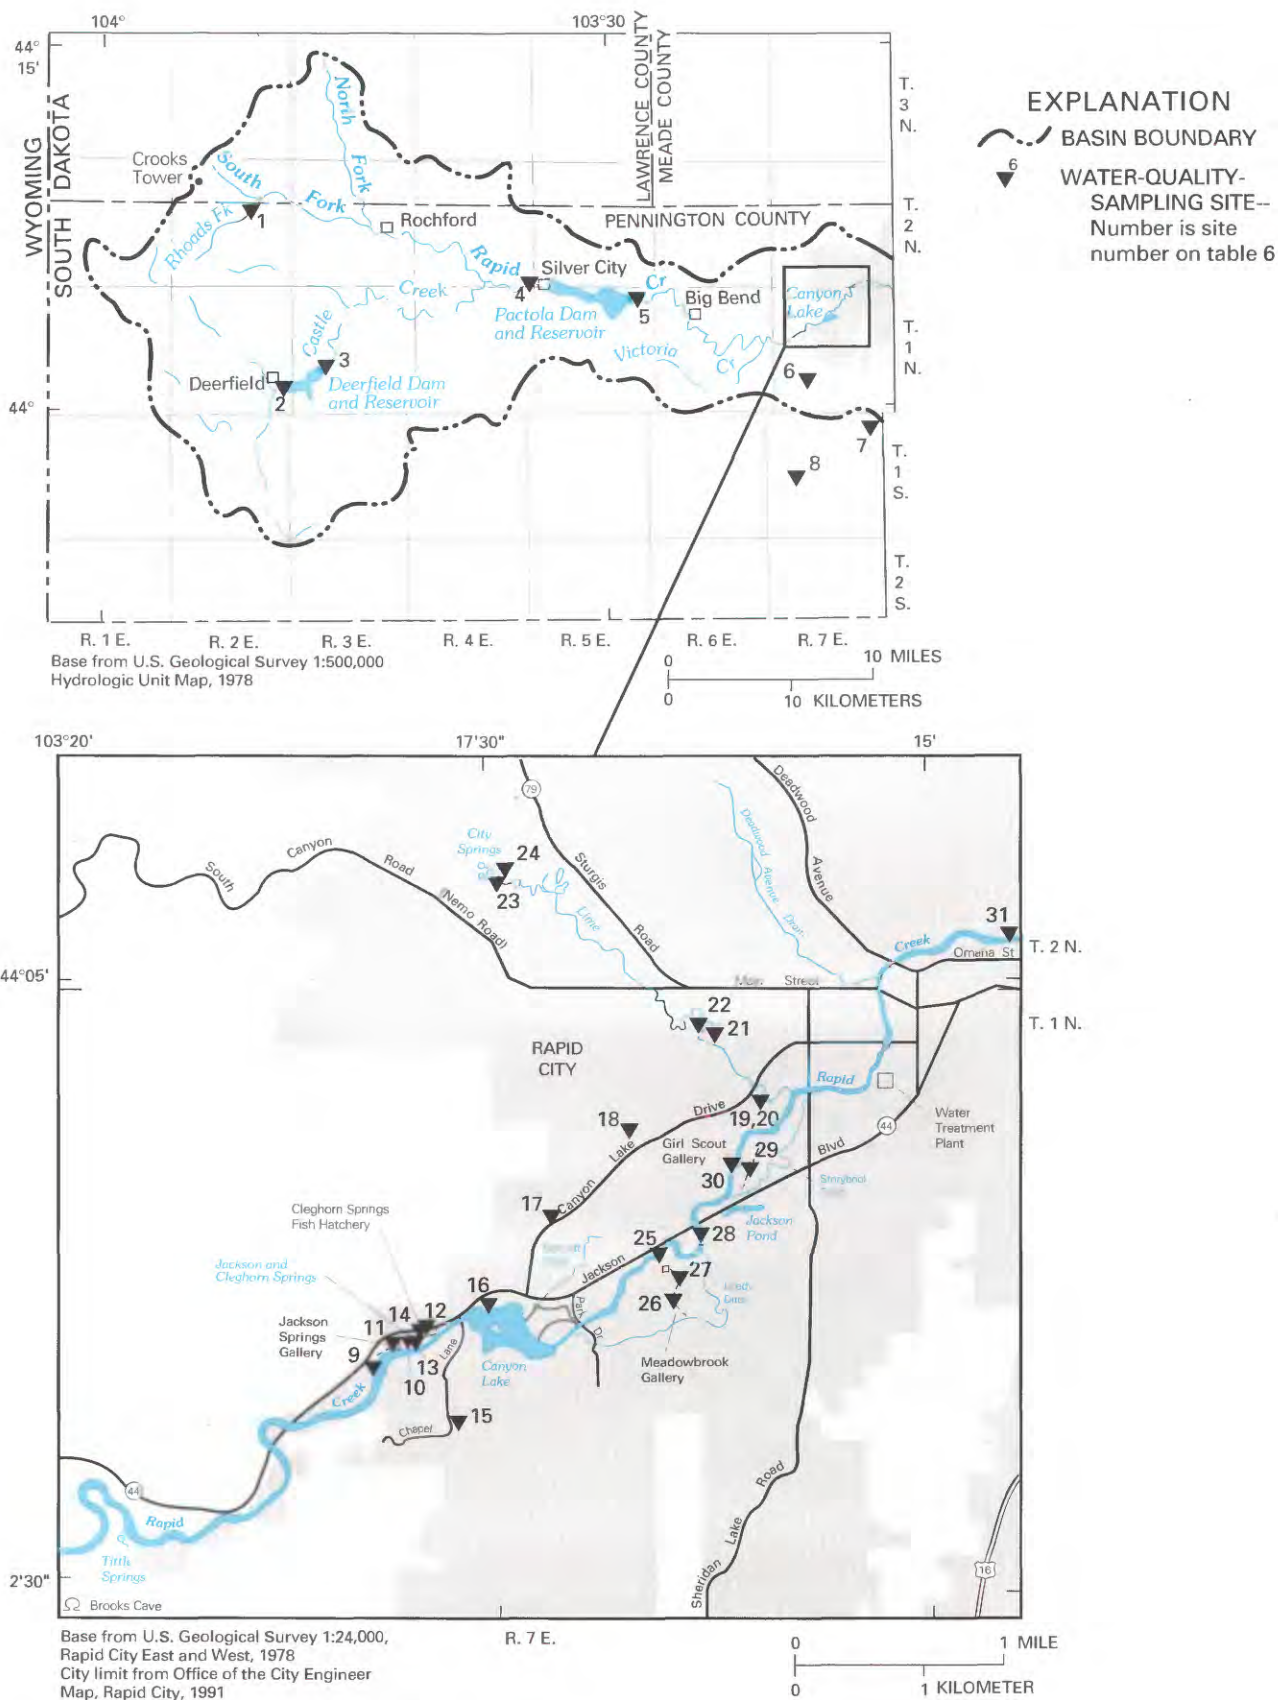 104°
103°30
44°
15'
WYOMING
SOUTH DAKOTA
LAWRENCE COUNTY
MEADE COUNTY
T.
3
N.
EXPLANATION
BASIN BOUNDARY
6
WATER-QUALITY-
SAMPLING SITE--
Number is site
number on table 6
Crooks
Tower
North
Fork
South
Fork
Rhoads Fk
1
Rochford
PENNINGTON COUNTY
T.
2
N.
Rapid
Silver City
4
Cr
Creek
Castle
Pactola Dam
and Reservoir
5
Big Bend
Canyon
Lake
Victoria
Cr
T.
1
N.
3
Deerfield
2
Deerfield Dam
and Reservoir
6
44°
7
8
T.
1
S.
T.
2
S.
R. 1 E.
R. 2 E.
R. 3 E.
R. 4 E.
R. 5 E.
R. 6 E.
R. 7 E.
Base from U.S. Geological Survey 1:500,000
Hydrologic Unit Map, 1978
0
10 MILES
0
10 KILOMETERS
103°20'
17'30"
15'
79
Deadwood
Avenue
Deadwood Avenue Drain
City
Springs
24
23
Sturgis
Road
Lime
South
Canyon
Road
Nemo Road)
31
Creek
Omaha St
T. 2 N.
44°05'
Main Street
T. 1 N.
22
21
RAPID
CITY
Rapid
Water
Treatment
Plant
18
Drive
19,20
44
Blvd
Girl Scout
Gallery
29
30
Lake
Canyon
17
Cleghorn Springs
Fish Hatchery
Jackson
Pond
28
25
Jackson
27
26
Jackson and
Cleghorn Springs
16
Park
Dr
14
12
11
Jackson
Springs
Gallery
9
13
10
Lane
Canyon
Lake
Meadowbrook
Gallery
Creek
15
Chapel
44
Rapid
Tittle
Springs
Sheridan
Lake
Road
16
2'30"
Brooks Cave
Base from U.S. Geological Survey 1:24,000,
Rapid City East and West, 1978
City limit from Office of the City Engineer
Map, Rapid City, 1991
R. 7 E.
0
1 MILE
0
1 KILOMETER